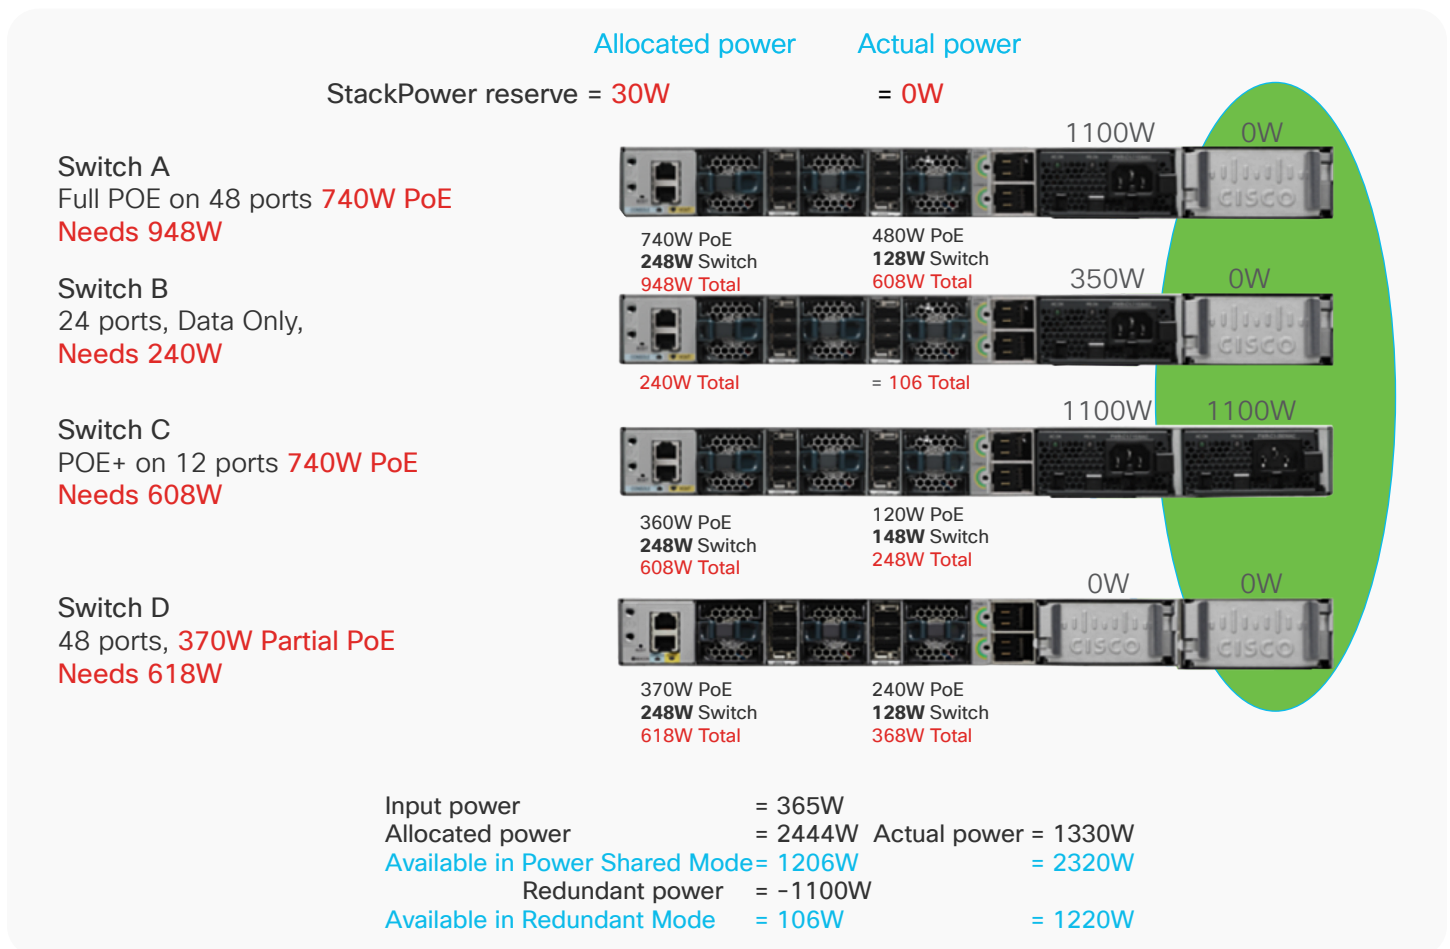 Allocated power Actual power
StackPower reserve = 30W = 0W
1100W 0W
Switch A
Full POE on 48 ports 740W PoE
Needs 948W
CISCO
740W PoE 480W PoE
248W Switch 128W Switch
948W Total 608W Total
350W 0W
Switch B
24 ports, Data Only,
Needs 240W
CISCO
240W Total = 106 Total
1100W 1100W
Switch C
POE+ on 12 ports 740W PoE
Needs 608W
360W PoE 120W PoE
248W Switch 148W Switch
608W Total 248W Total
0W 0W
Switch D
48 ports, 370W Partial PoE
Needs 618W
CISCO CISCO
370W PoE 240W PoE
248W Switch 128W Switch
618W Total 368W Total
Input power = 365W
Allocated power = 2444W Actual power = 1330W
Available in Power Shared Mode= 1206W = 2320W
Redundant power = -1100W
Available in Redundant Mode = 106W = 1220W